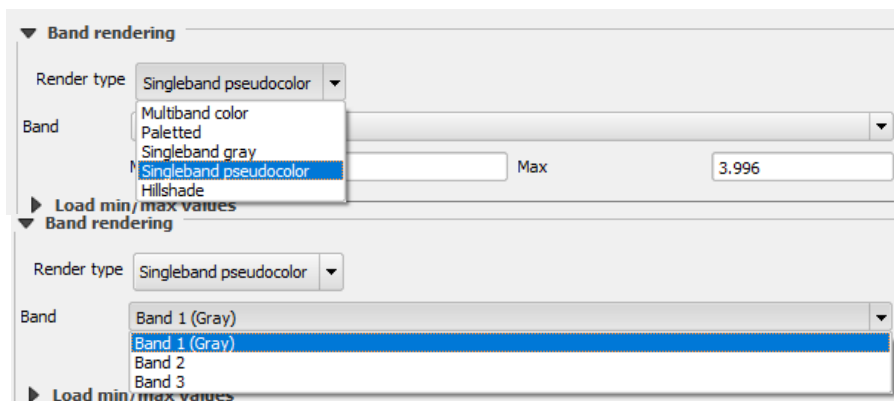 Band rendering
Render type Singleband pseudocolor
Multiband color
Band
Paletted
Singleband gray
Singleband pseudocolor Max 3.996
Hillshade
Load min/max values
Band rendering
Render type Singleband pseudocolor
Band Band 1 (Gray)
Band 1 (Gray)
Band 2
Band 3
Load min/max values